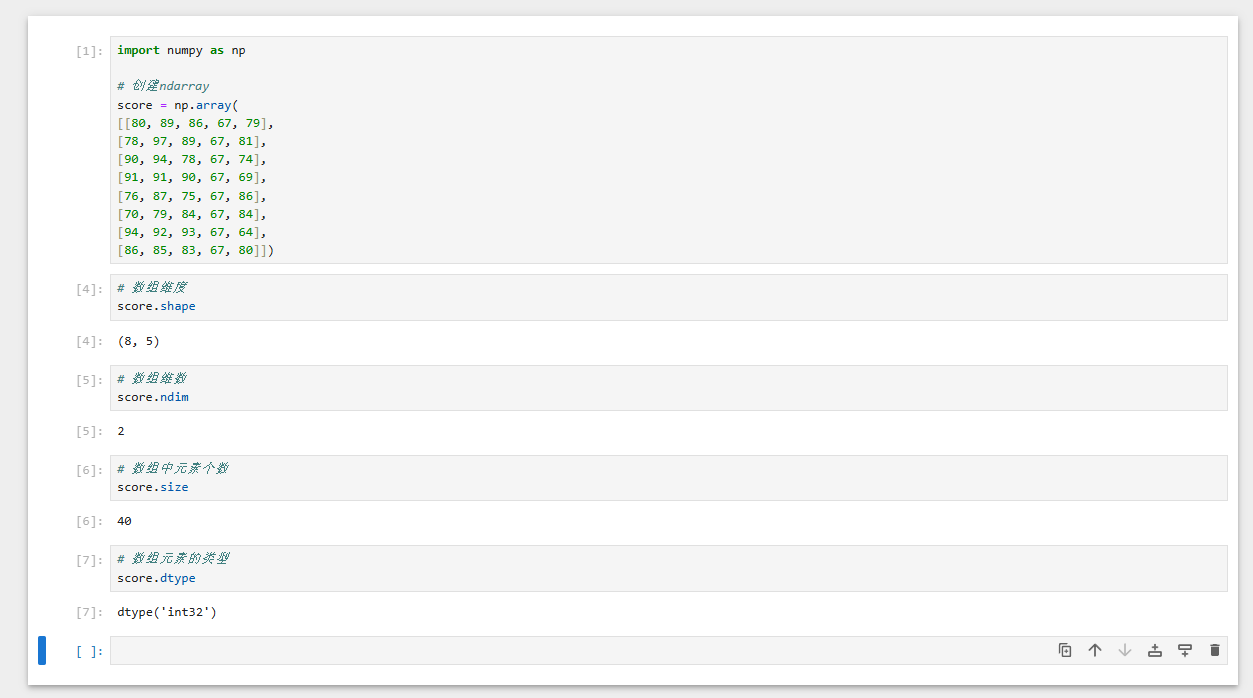 [1]: import numpy as np
# 创建ndarray
score = np.array(
[[80, 89, 86, 67, 79],
[78, 97, 89, 67, 81],
[90, 94, 78, 67, 74],
[91, 91, 90, 67, 69],
[76, 87, 75, 67, 86],
[70, 79, 84, 67, 84],
[94, 92, 93, 67, 64],
[86, 85, 83, 67, 80]])
[4]: # 数组维度
score.shape
[4]: (8, 5)
[5]: # 数组维数
score.ndim
[5]: 2
[6]: # 数组中元素个数
score.size
[6]: 40
[7]: # 数组元素的类型
score.dtype
[7]: dtype('int32')
[ ]: